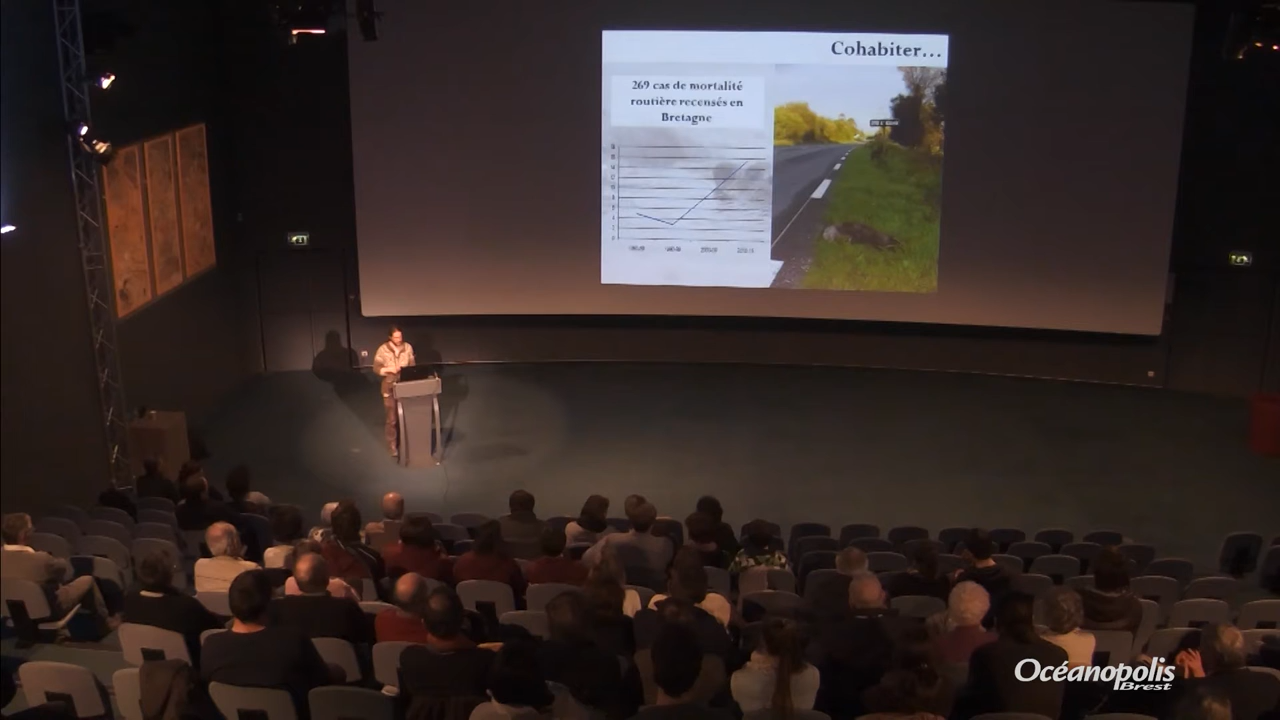 Cohabiter...
269 cas de mortalité
routière recensés en
Bretagne
Océanopolis
Brest